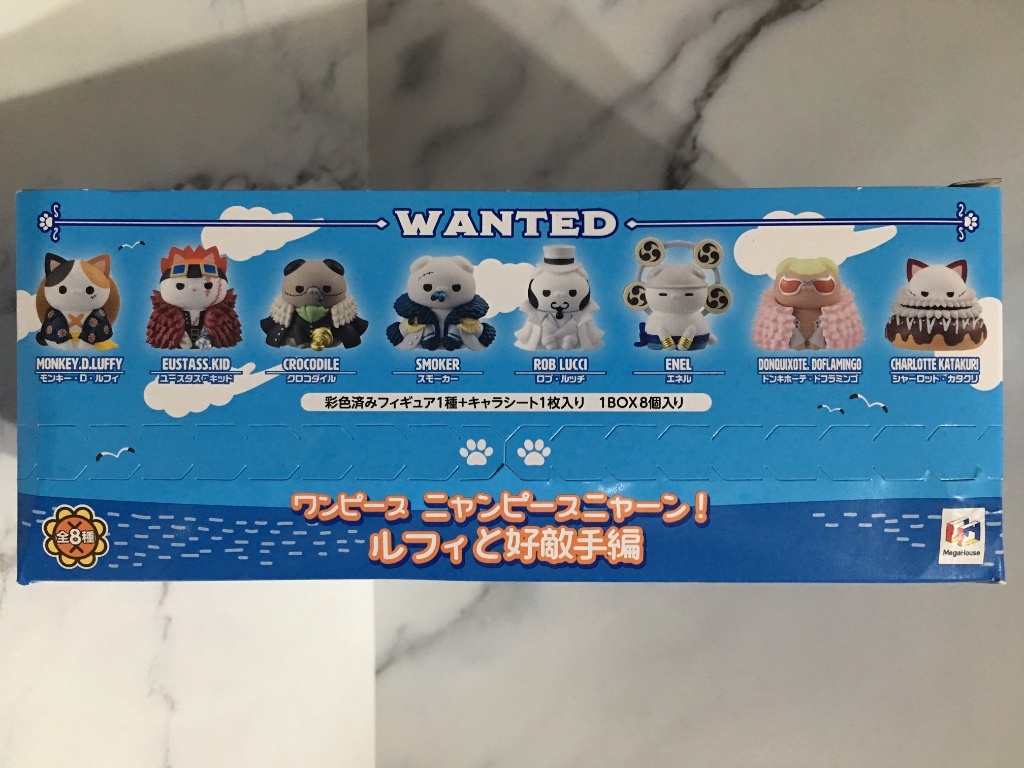 WANTED
MONKEY.D.LUFFY
モンキー・D・ルフィ
EUSTASS.KID
ユースタス・キッド
CROCODILE
クロコダイル
SMOKER
スモーカー
ROB LUCCI
ロブ・ルッチ
ENEL
エネル
DONQUIXOTE. DOFLAMINGO
ドンキホーテ・ドフラミンゴ
CHARLOTTE KATAKURI
シャーロット・カタクリ
彩色済みフィギュア1種+キャラシート1枚入り 1BOX8個入り
ワンピース ニャンピースニャーン!
ルフィと好敵手編
全8種
MegaHouse